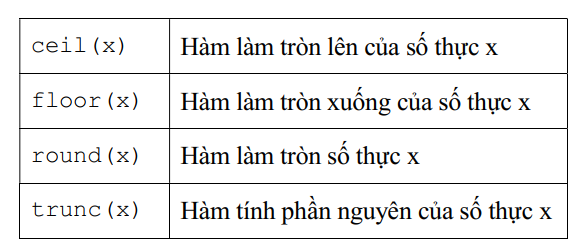 ceil(x) Hàm làm tròn lên của số thực x
floor(x) Hàm làm tròn xuống của số thực x
round(x) Hàm làm tròn số thực x
trunc(x) Hàm tính phần nguyên của số thực x